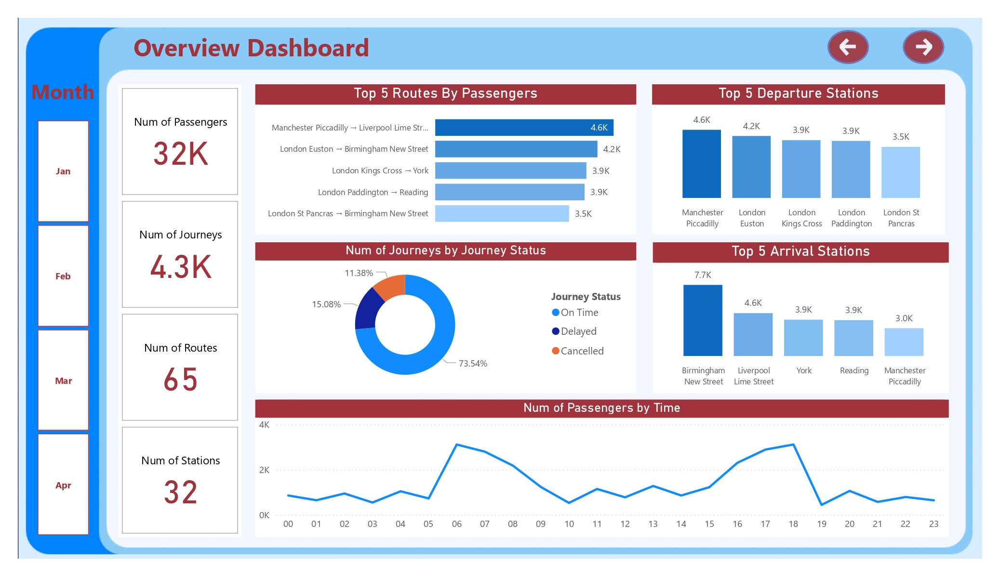 Overview Dashboard
Month
Jan
Feb
Mar
Apr
Num of Passengers
32K
Num of Journeys
4.3K
Num of Routes
65
Num of Stations
32
Top 5 Routes By Passengers
Manchester Piccadilly → Liverpool Lime Str... 4.6K
London Euston → Birmingham New Street 4.2K
London Kings Cross → York 3.9K
London Paddington → Reading 3.9K
London St Pancras → Birmingham New Street 3.5K
Top 5 Departure Stations
4.6K 4.2K 3.9K 3.9K 3.5K
Manchester London London London London St
Piccadilly Euston Kings Cross Paddington Pancras
Num of Journeys by Journey Status
11.38%
15.08%
73.54%
Journey Status
On Time
Delayed
Cancelled
Top 5 Arrival Stations
7.7K 4.6K 3.9K 3.9K 3.0K
Birmingham Liverpool York Reading Manchester
New Street Lime Street Piccadilly
Num of Passengers by Time
4K
2K
0K
00 01 02 03 04 05 06 07 08 09 10 11 12 13 14 15 16 17 18 19 20 21 22 23